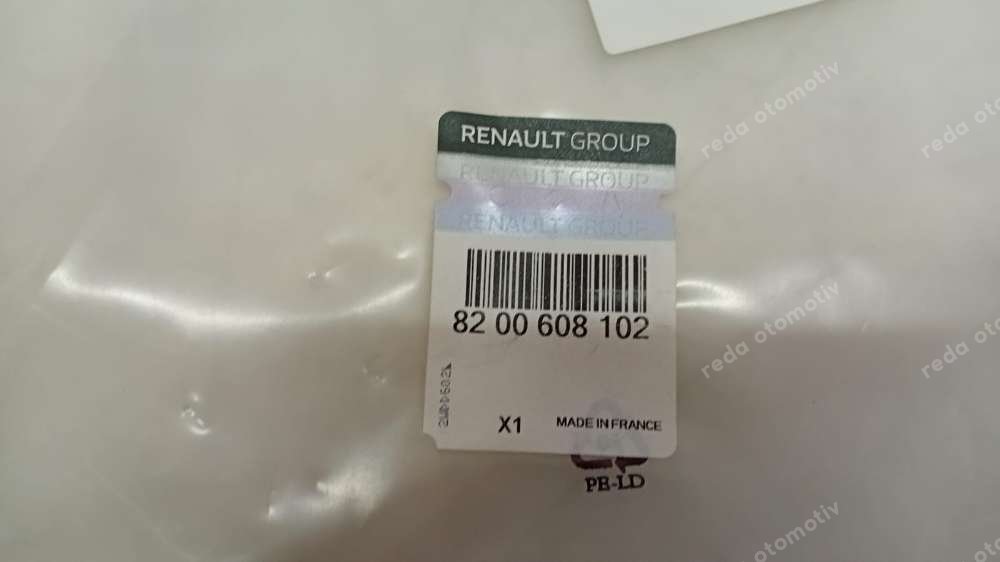 RENAULT GROUP
RENAULT GROUP
RENAULT GROUP
82 00 608 102
X1 MADE IN FRANCE
PE-LD
reda otomotiv
reda otomotiv
reda otomotiv
reda otomotiv
reda otomotiv